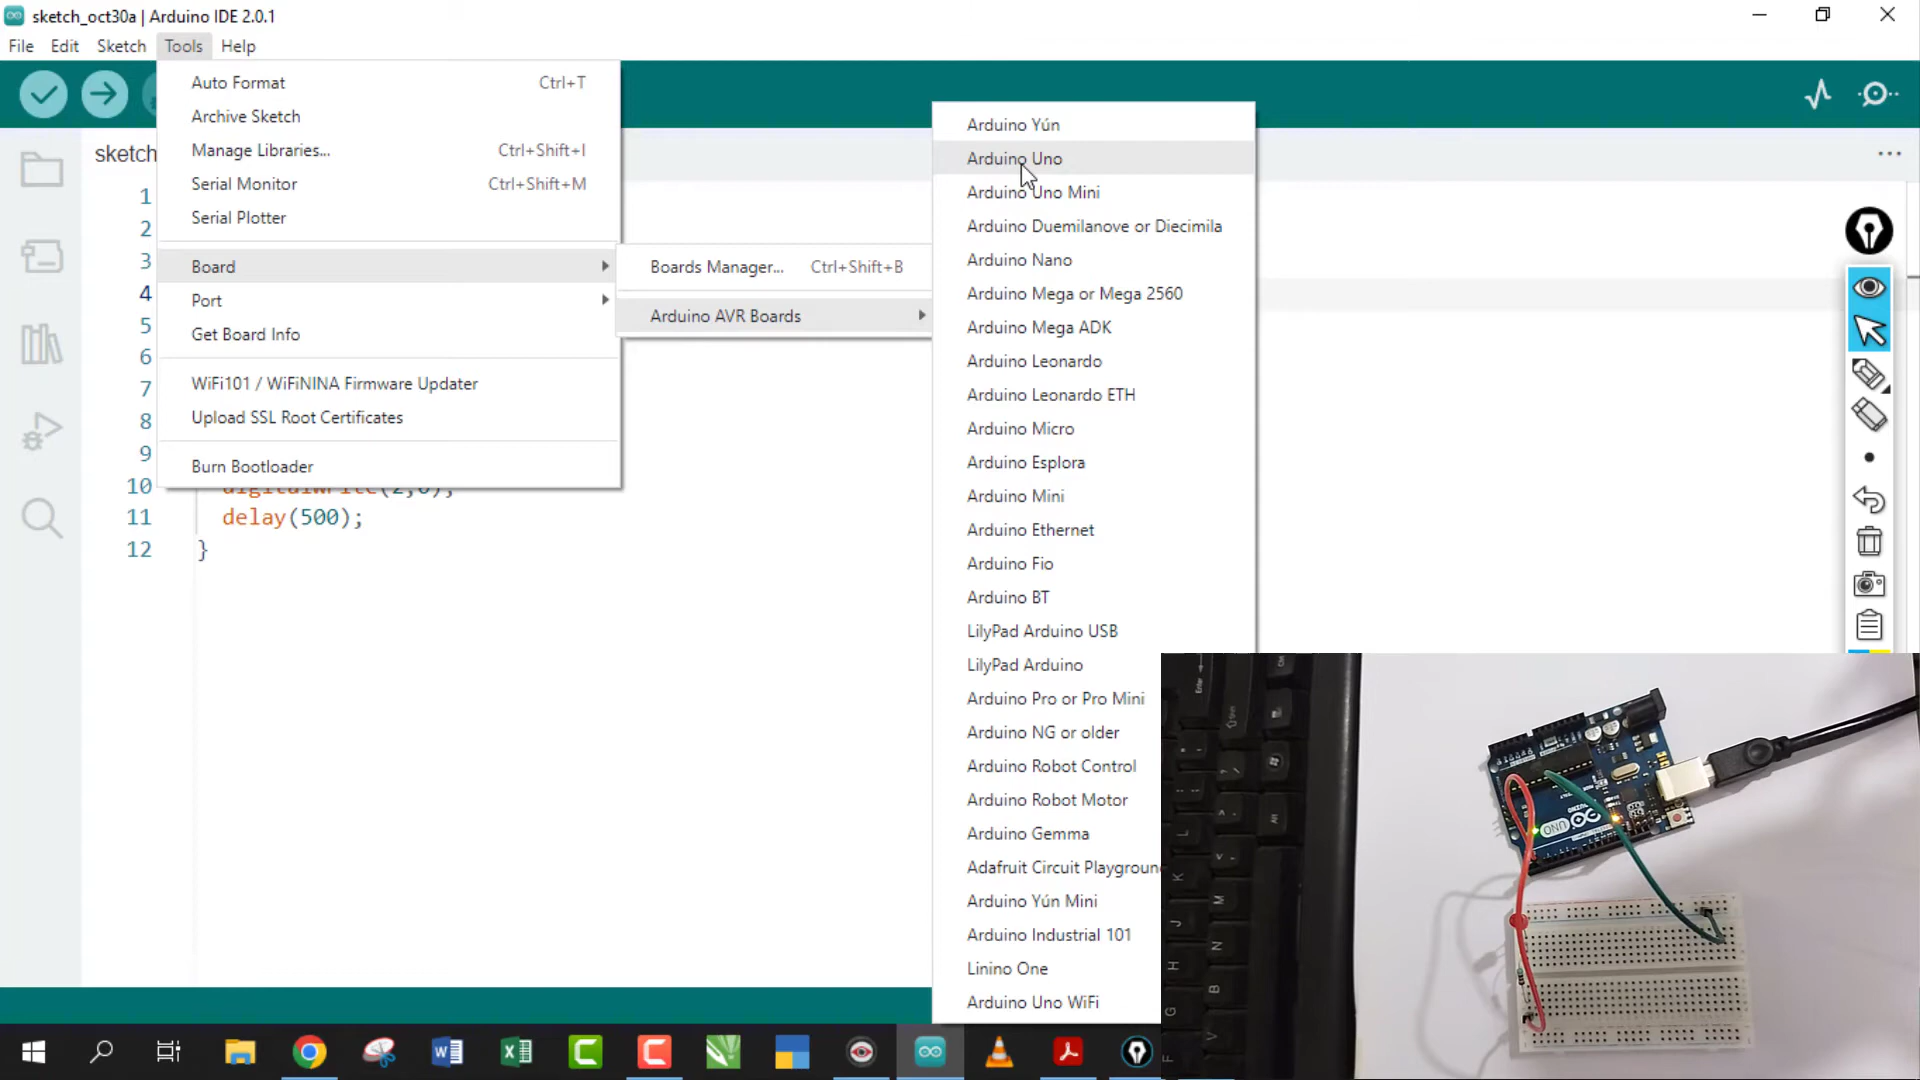 sketch_oct30a | Arduino IDE 2.0.1
File Edit Sketch Tools Help
Auto Format Ctrl+T
Archive Sketch
Manage Libraries... Ctrl+Shift+I
Serial Monitor Ctrl+Shift+M
Serial Plotter
Board
Port
Get Board Info
WiFi101 / WiFiNINA Firmware Updater
Upload SSL Root Certificates
Burn Bootloader
Boards Manager... Ctrl+Shift+B
Arduino AVR Boards
Arduino Yún
Arduino Uno
Arduino Uno Mini
Arduino Duemilanove or Diecimila
Arduino Nano
Arduino Mega or Mega 2560
Arduino Mega ADK
Arduino Leonardo
Arduino Leonardo ETH
Arduino Micro
Arduino Esplora
Arduino Mini
Arduino Ethernet
Arduino Fio
Arduino BT
LilyPad Arduino USB
LilyPad Arduino
Arduino Pro or Pro Mini
Arduino NG or older
Arduino Robot Control
Arduino Robot Motor
Arduino Gemma
Adafruit Circuit Playground
Arduino Yún Mini
Arduino Industrial 101
Linino One
Arduino Uno WiFi
sketch
1
2
3
4
5
6
7
8
9
10 digitalWrite(2,0);
11 delay(500);
12 }
UNO